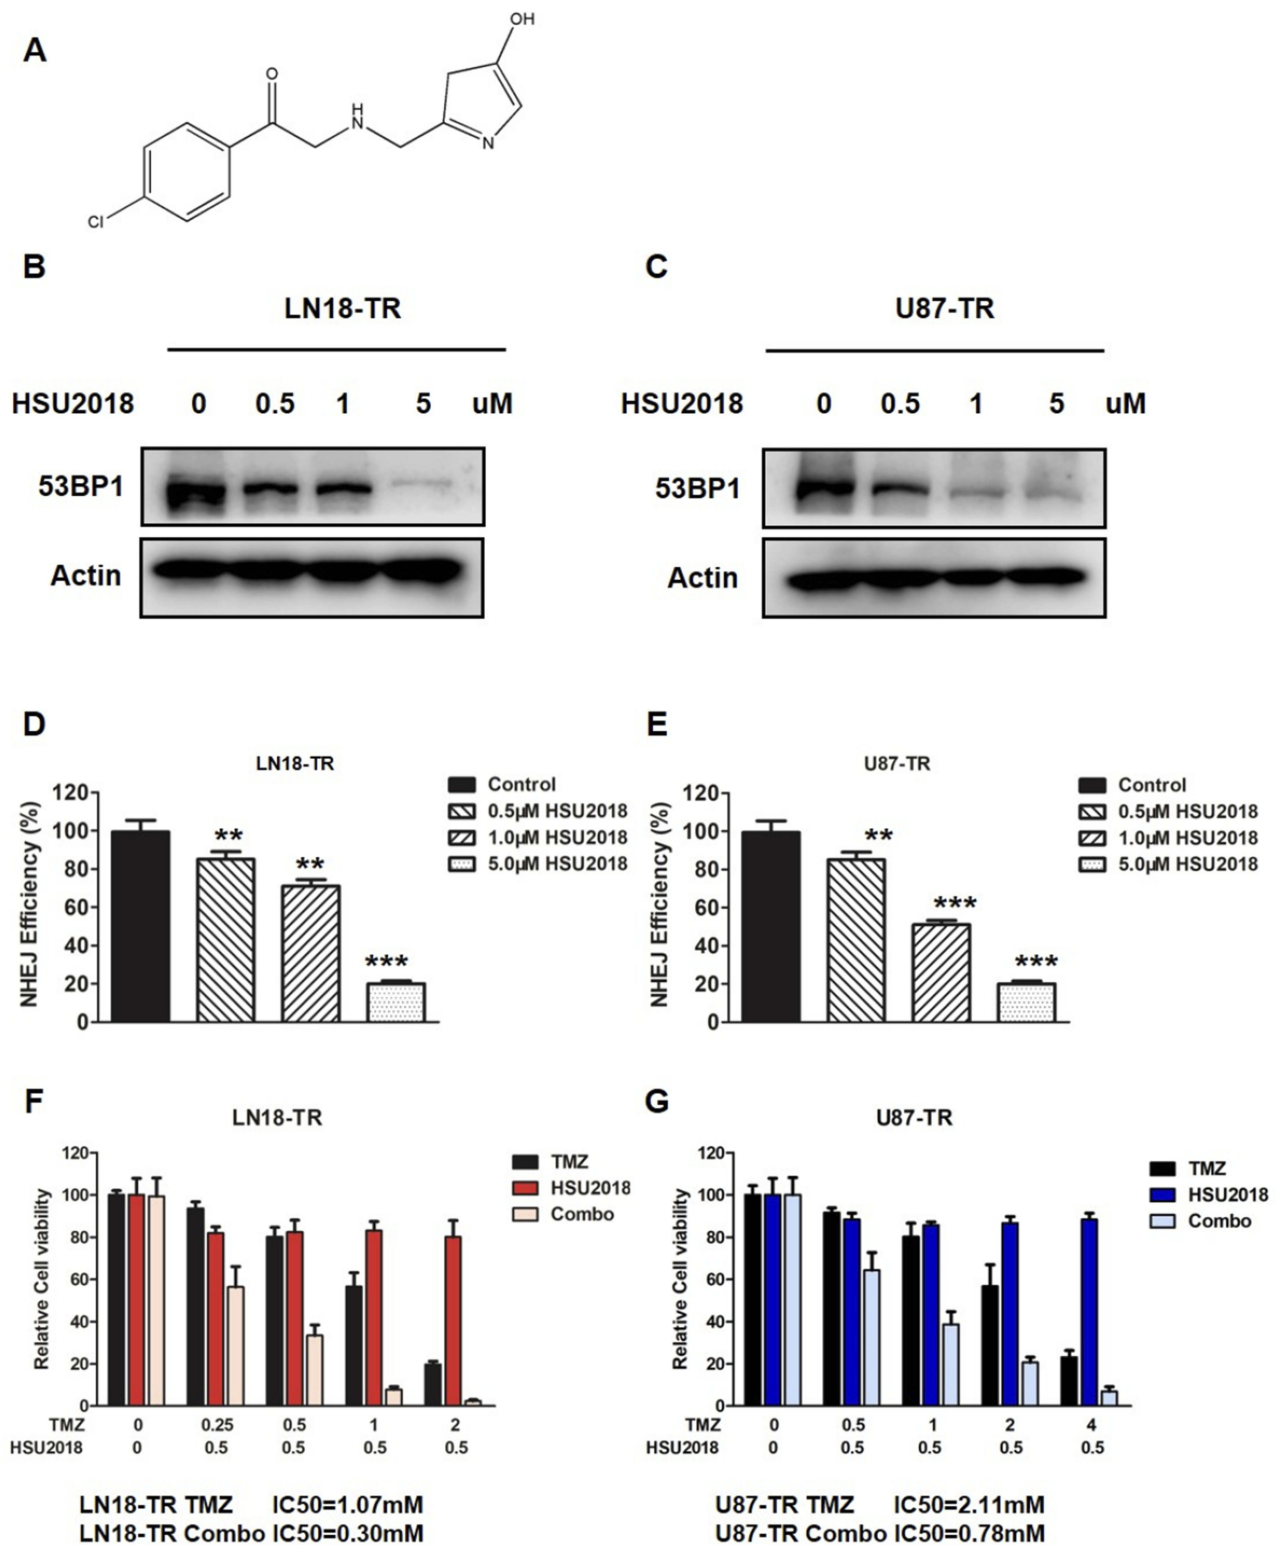 A
OH
O
H
N
N
Cl
B
C
LN18-TR
U87-TR
HSU2018 0 0.5 1 5 uM
HSU2018 0 0.5 1 5 uM
53BP1
53BP1
Actin
Actin
D
E
LN18-TR
NHEJ Efficiency (%)
120
100
80
60
40
20
0
**
**
***
Control
0.5µM HSU2018
1.0µM HSU2018
5.0µM HSU2018
U87-TR
NHEJ Efficiency (%)
120
100
80
60
40
20
0
**
***
***
Control
0.5µM HSU2018
1.0µM HSU2018
5.0µM HSU2018
F
G
LN18-TR
Relative Cell viability
120
100
80
60
40
20
0
TMZ
HSU2018
Combo
TMZ 0 0.25 0.5 1 2
HSU2018 0 0.5 0.5 0.5 0.5
LN18-TR TMZ IC50=1.07mM
LN18-TR Combo IC50=0.30mM
U87-TR
Relative Cell viability
120
100
80
60
40
20
0
TMZ
HSU2018
Combo
TMZ 0 0.5 1 2 4
HSU2018 0 0.5 0.5 0.5 0.5
U87-TR TMZ IC50=2.11mM
U87-TR Combo IC50=0.78mM